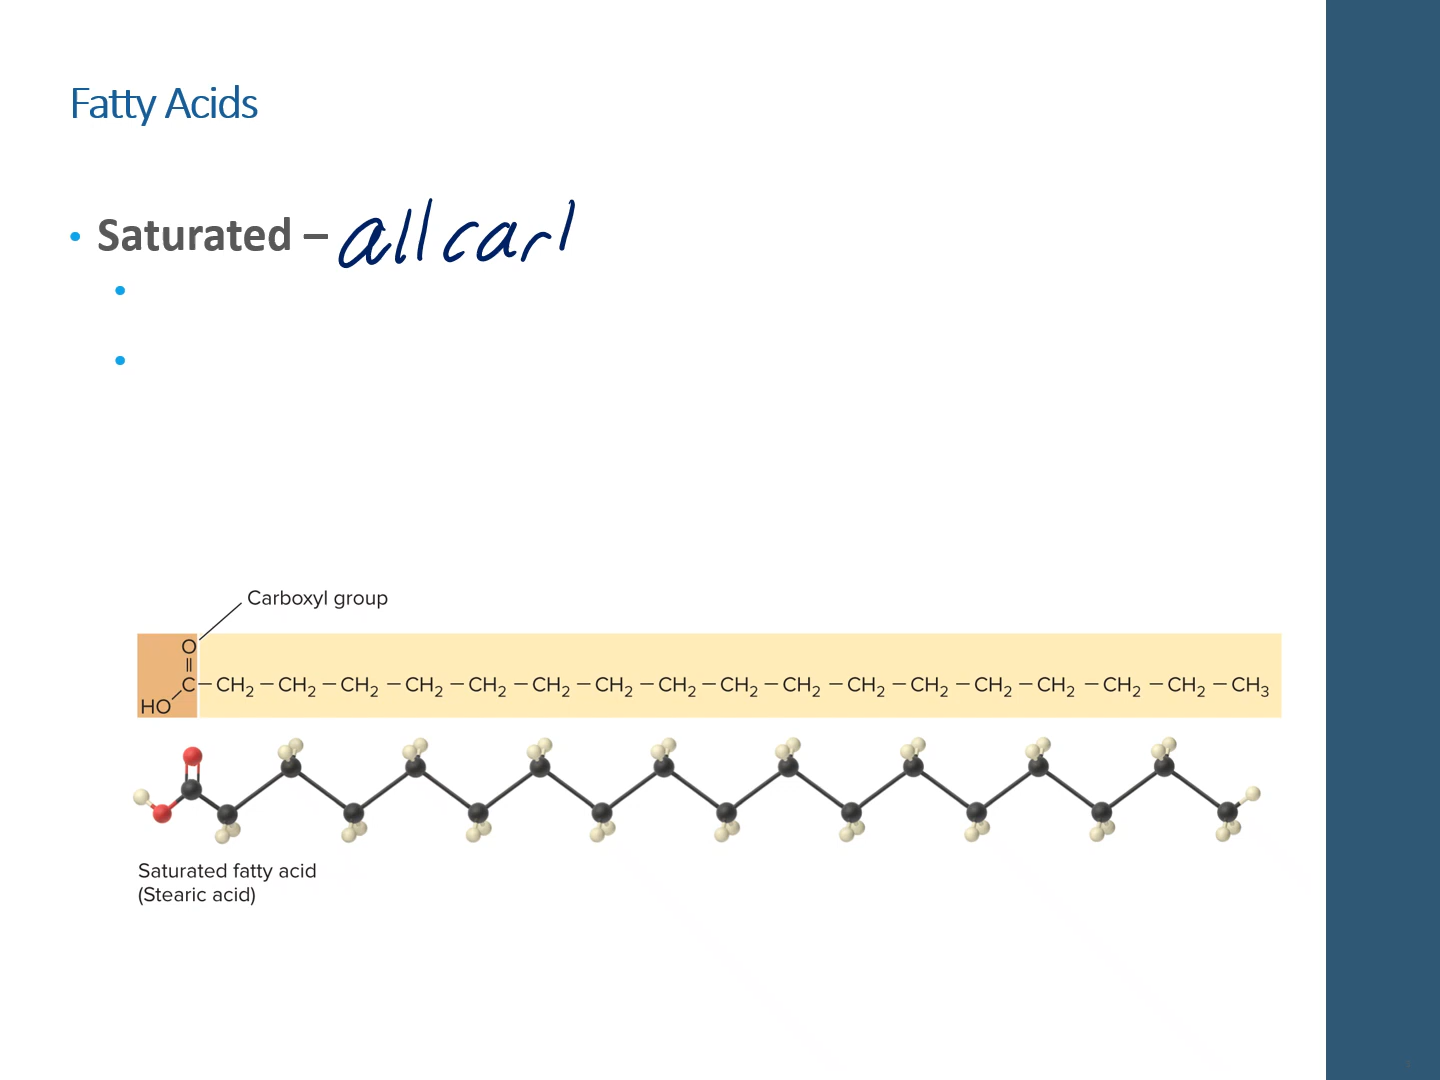 Fatty Acids
• Saturated – all car
•
•
Carboxyl group
O
||
C – CH₂ – CH₂ – CH₂ – CH₂ – CH₂ – CH₂ – CH₂ – CH₂ – CH₂ – CH₂ – CH₂ – CH₂ – CH₂ – CH₂ – CH₂ – CH₂ – CH₃
HO
Saturated fatty acid
(Stearic acid)